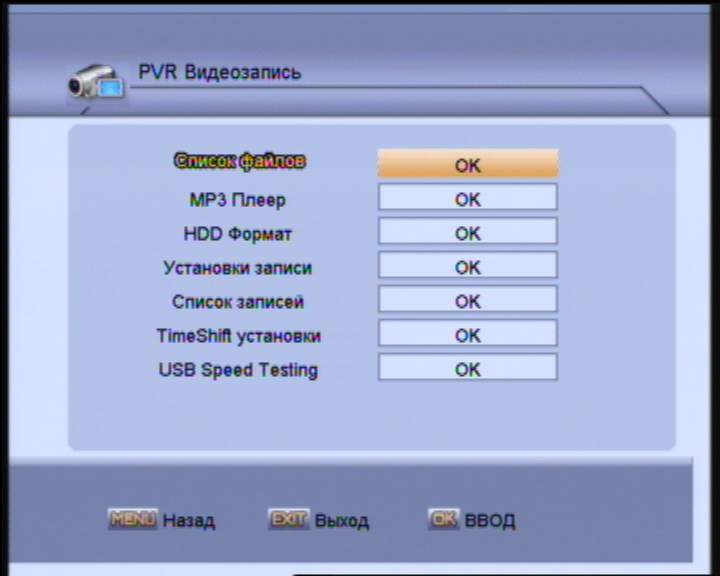 PVR Видеозапись
Список файлов OK
MP3 Плеер OK
HDD Формат OK
Установки записи OK
Список записей OK
TimeShift установки OK
USB Speed Testing OK
MENU Назад EXIT Выход OK ВВОД